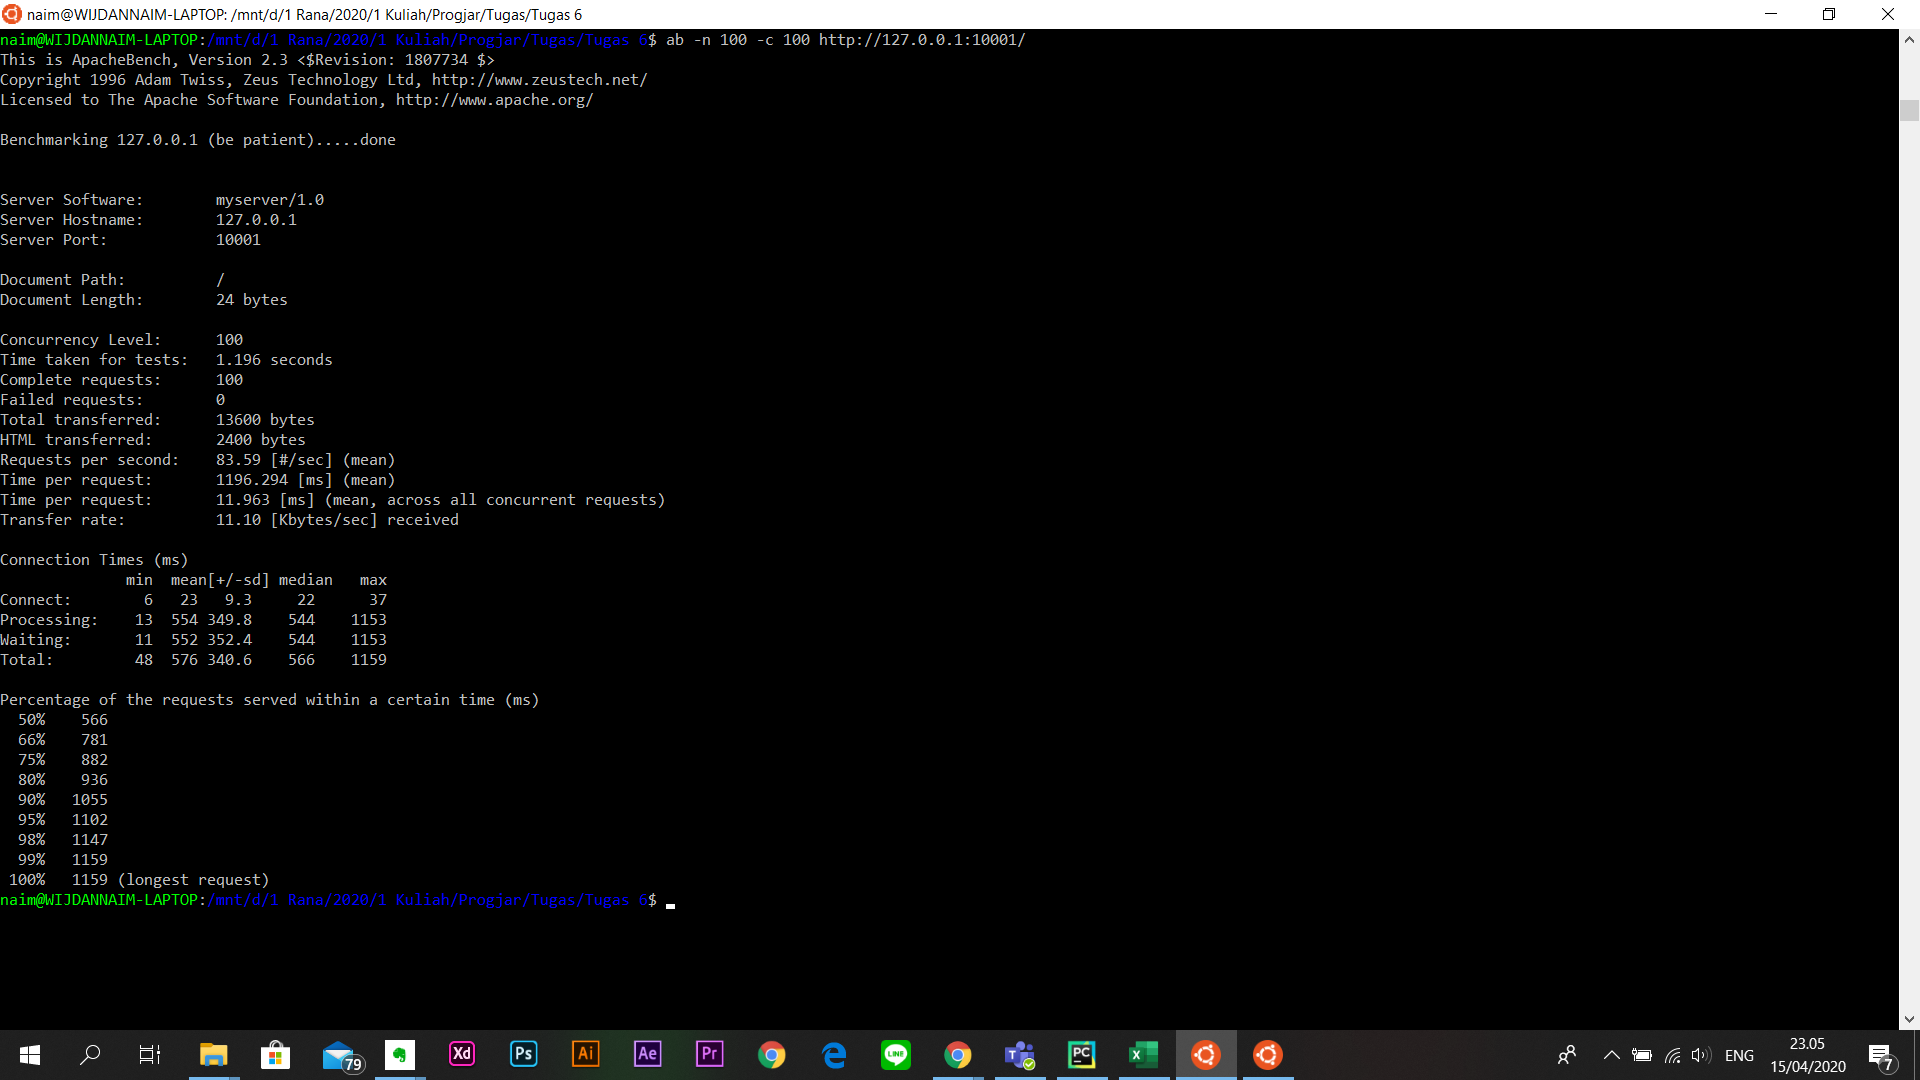 naim@WIJDANNAIM-LAPTOP: /mnt/d/1 Rana/2020/1 Kuliah/Progjar/Tugas/Tugas 6
naim@WIJDANNAIM-LAPTOP:/mnt/d/1 Rana/2020/1 Kuliah/Progjar/Tugas/Tugas 6$ ab -n 100 -c 100 http://127.0.0.1:10001/
This is ApacheBench, Version 2.3 <$Revision: 1807734 $>
Copyright 1996 Adam Twiss, Zeus Technology Ltd, http://www.zeustech.net/
Licensed to The Apache Software Foundation, http://www.apache.org/

Benchmarking 127.0.0.1 (be patient).....done

Server Software:        myserver/1.0
Server Hostname:        127.0.0.1
Server Port:            10001

Document Path:          /
Document Length:        24 bytes

Concurrency Level:      100
Time taken for tests:   1.196 seconds
Complete requests:      100
Failed requests:        0
Total transferred:      13600 bytes
HTML transferred:       2400 bytes
Requests per second:    83.59 [#/sec] (mean)
Time per request:       1196.294 [ms] (mean)
Time per request:       11.963 [ms] (mean, across all concurrent requests)
Transfer rate:          11.10 [Kbytes/sec] received

Connection Times (ms)
              min  mean[+/-sd] median   max
Connect:        6   23   9.3     22      37
Processing:    13  554 349.8    544    1153
Waiting:       11  552 352.4    544    1153
Total:         48  576 340.6    566    1159

Percentage of the requests served within a certain time (ms)
  50%    566
  66%    781
  75%    882
  80%    936
  90%   1055
  95%   1102
  98%   1147
  99%   1159
 100%   1159 (longest request)
naim@WIJDANNAIM-LAPTOP:/mnt/d/1 Rana/2020/1 Kuliah/Progjar/Tugas/Tugas 6$
79 Xd Ps Ai Ae Pr LINE T PC X ENG 23.05 7
15/04/2020